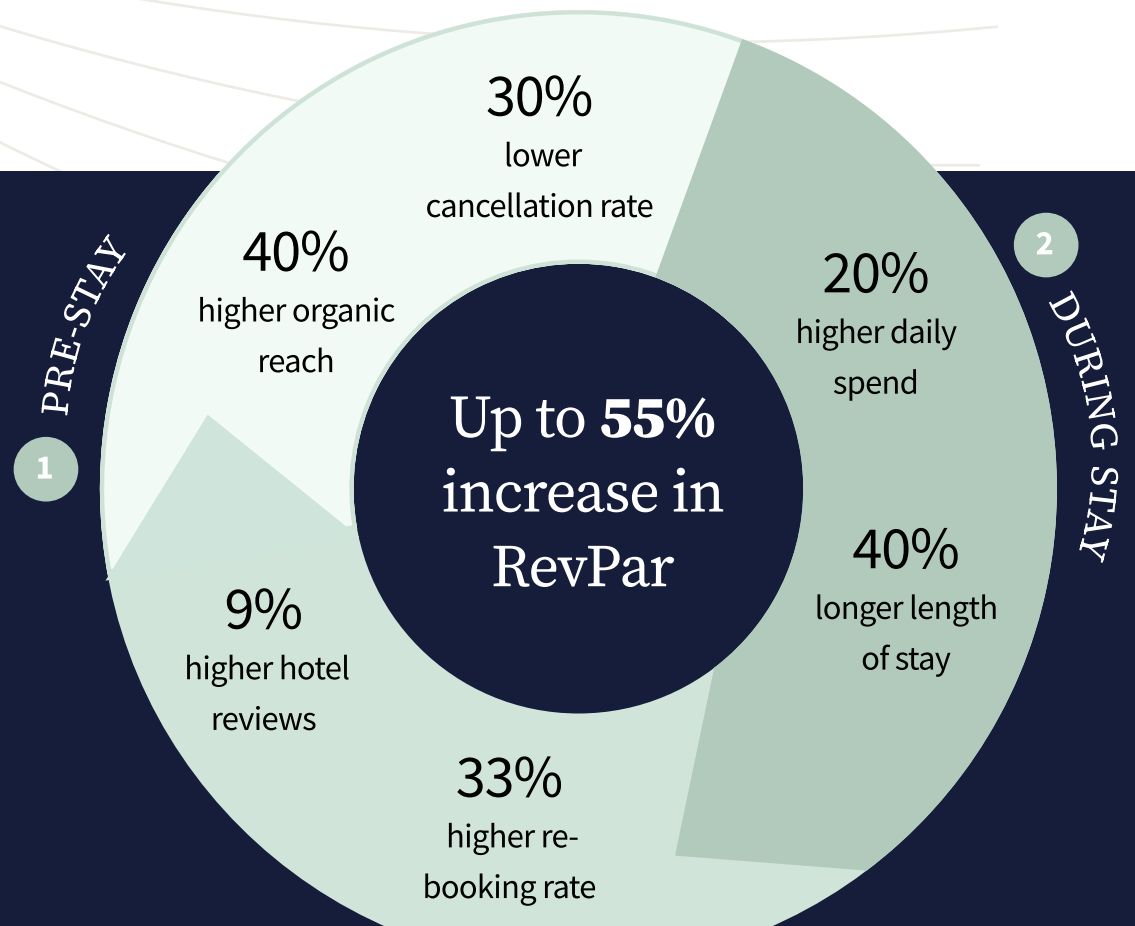 1
PRE-STAY
40%
higher organic
reach
30%
lower
cancellation rate
2
DURING STAY
20%
higher daily
spend
40%
longer length
of stay
33%
higher re-
booking rate
9%
higher hotel
reviews
Up to 55%
increase in
RevPar